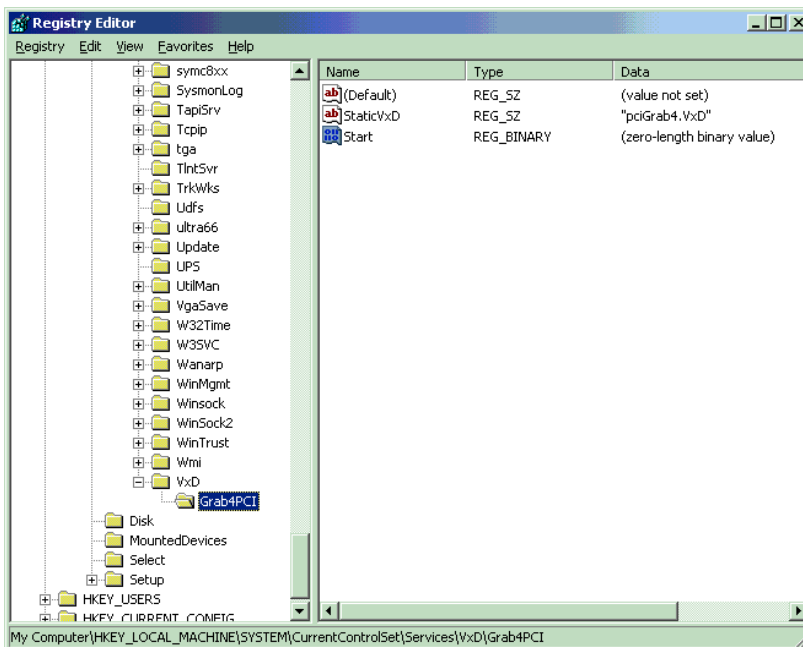 Registry Editor
Registry Edit View Favorites Help
symc8xx
SysmonLog
TapiSrv
Tcpip
tga
TlntSvr
TrkWks
Udfs
ultra66
Update
UPS
UtilMan
VgaSave
W32Time
W3SVC
Wanarp
WinMgmt
Winsock
WinSock2
WinTrust
Wmi
VxD
Grab4PCI
Disk
MountedDevices
Select
Setup
HKEY_USERS
HKEY_CURRENT_CONFIG
Name Type Data
(Default) REG_SZ (value not set)
StaticVxD REG_SZ "pciGrab4.VxD"
Start REG_BINARY (zero-length binary value)
My Computer\HKEY_LOCAL_MACHINE\SYSTEM\CurrentControlSet\Services\VxD\Grab4PCI